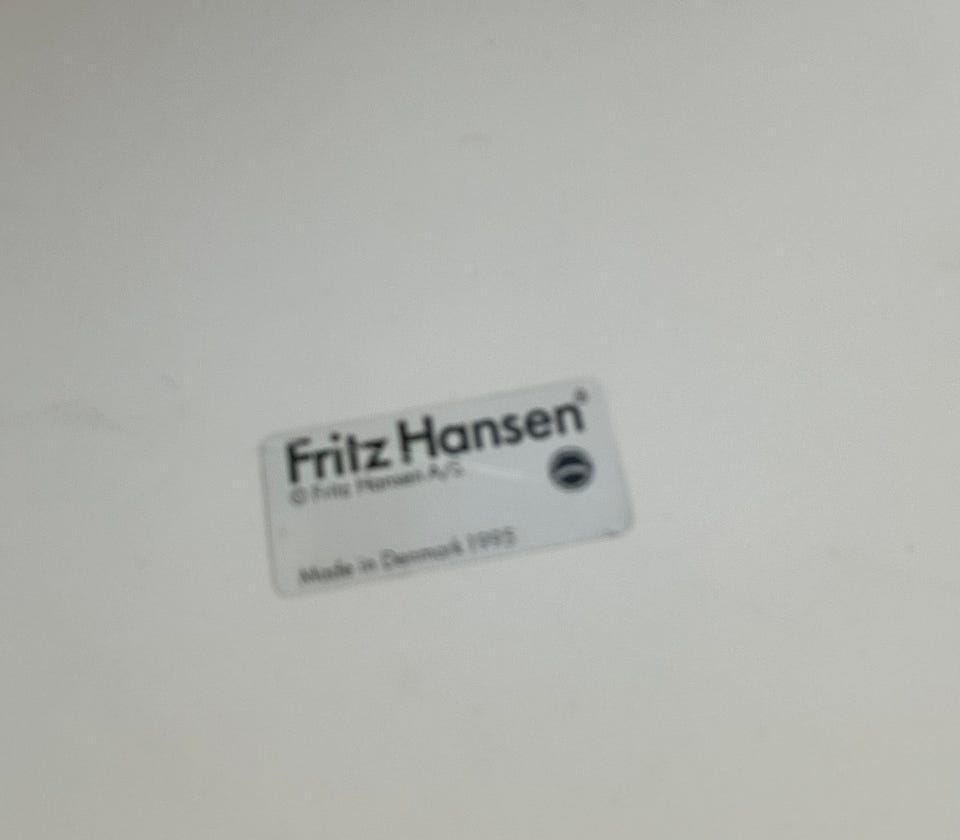 Fritz Hansen®
© Fritz Hansen A/S
Made in Denmark 1995